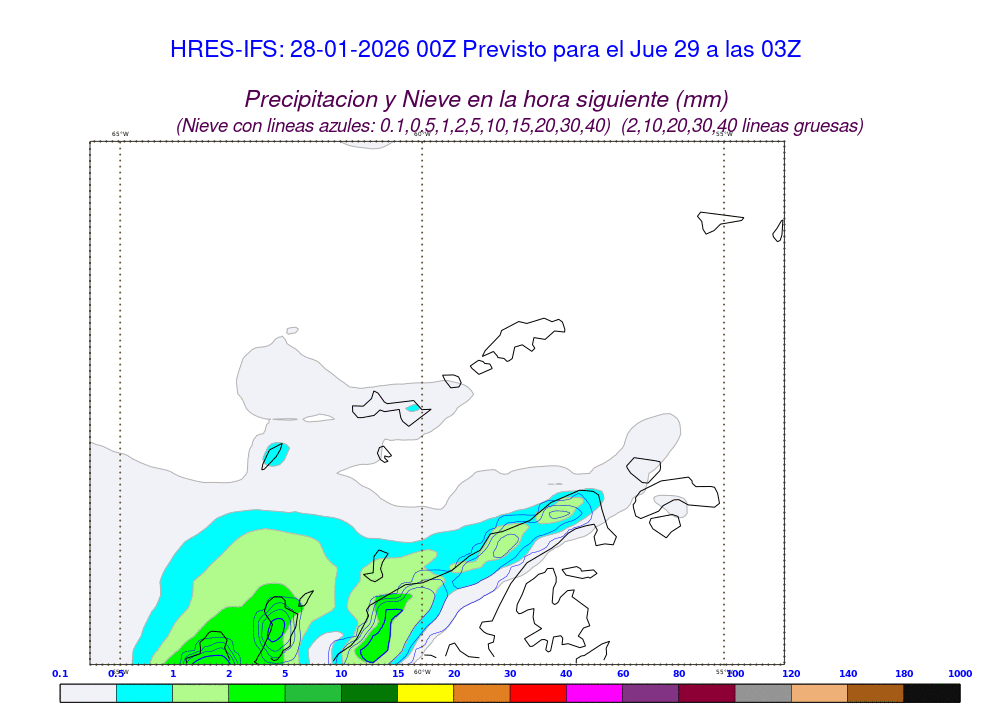 HRES-IFS: 28-01-2026 00Z Previsto para el Jue 29 a las 03Z
Precipitacion y Nieve en la hora siguiente (mm)
(Nieve con lineas azules: 0.1,0.5,1,2,5,10,15,20,30,40) (2,10,20,30,40 lineas gruesas)
65°W 60°W 55°W
65°W 60°W 55°W
0.1 0.5 1 2 5 10 15 20 30 40 60 80 100 120 140 180 1000